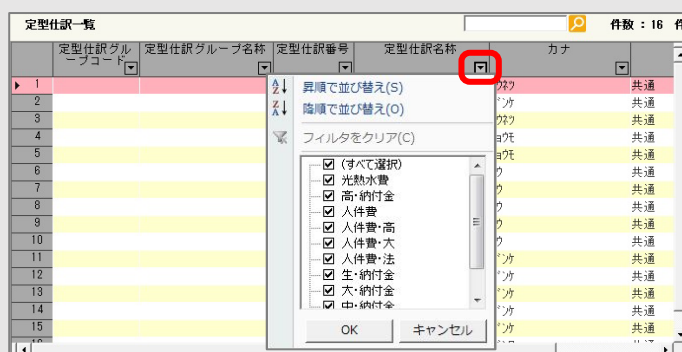 定型仕訳一覧
件数 : 16 件
定型仕訳グループコード 定型仕訳グループ名称 定型仕訳番号 定型仕訳名称 カナ
1 共通
2 共通
3 共通
4 共通
5 共通
6 共通
7 共通
8 共通
9 共通
10 共通
11 共通
12 共通
13 共通
14 共通
15 共通
昇順で並び替え(S)
降順で並び替え(O)
フィルタをクリア(C)
(すべて選択)
光熱水費
高・納付金
人件費
人件費・高
人件費・大
人件費・法
生・納付金
大・納付金
中・納付金
OK キャンセル